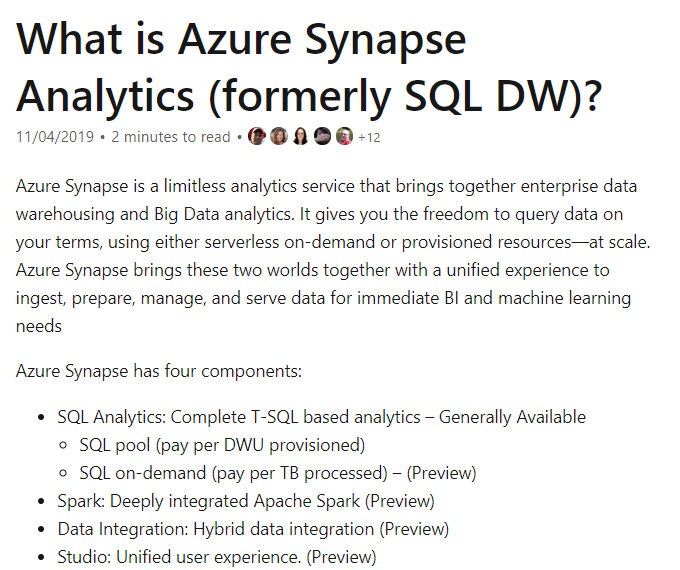 What is Azure Synapse
Analytics (formerly SQL DW)?
11/04/2019 • 2 minutes to read • +12
Azure Synapse is a limitless analytics service that brings together enterprise data
warehousing and Big Data analytics. It gives you the freedom to query data on
your terms, using either serverless on-demand or provisioned resources—at scale.
Azure Synapse brings these two worlds together with a unified experience to
ingest, prepare, manage, and serve data for immediate BI and machine learning
needs
Azure Synapse has four components:
• SQL Analytics: Complete T-SQL based analytics – Generally Available
○ SQL pool (pay per DWU provisioned)
○ SQL on-demand (pay per TB processed) – (Preview)
• Spark: Deeply integrated Apache Spark (Preview)
• Data Integration: Hybrid data integration (Preview)
• Studio: Unified user experience. (Preview)